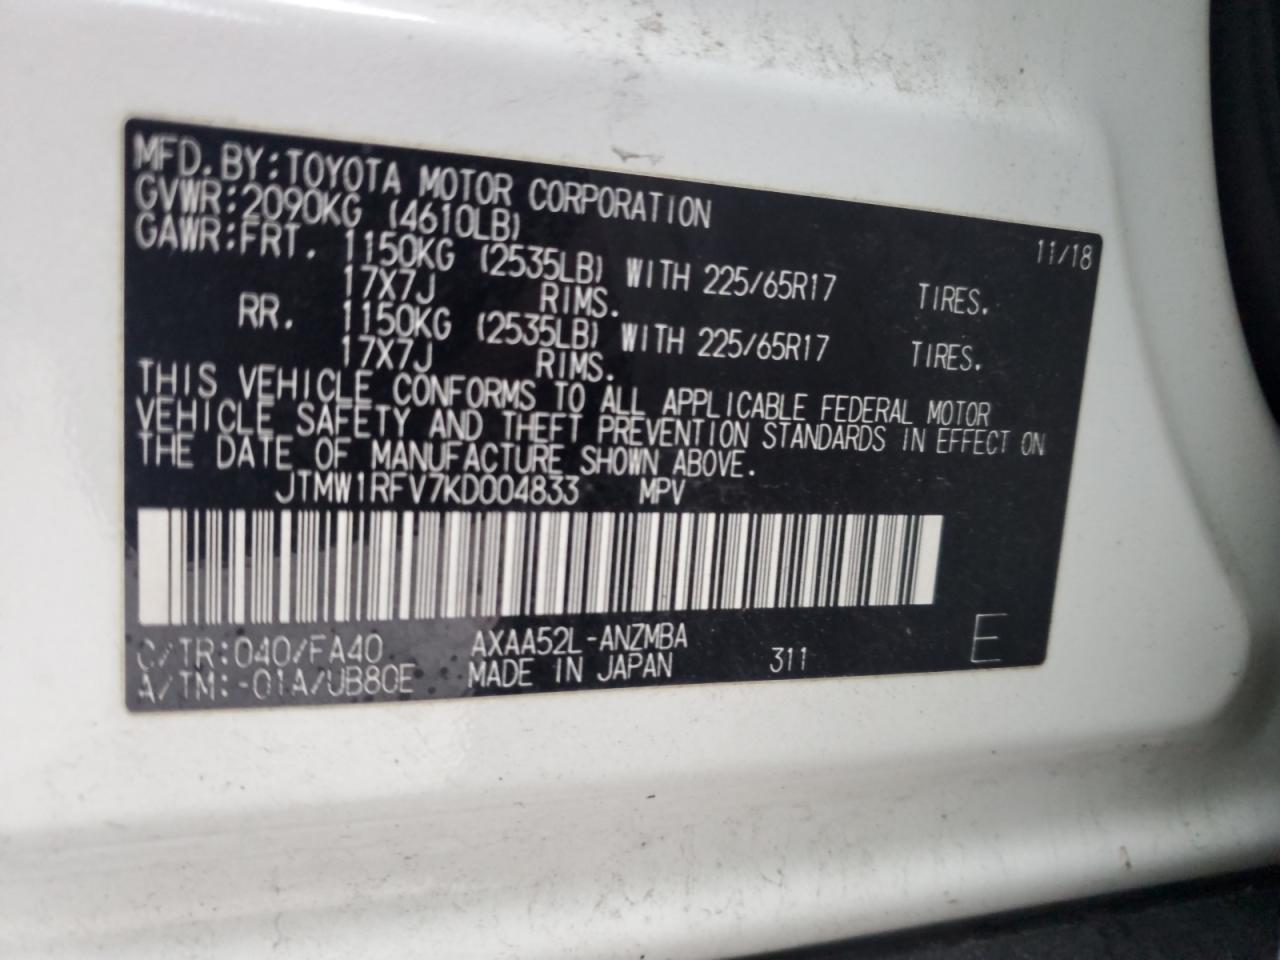 MFD.BY:TOYOTA MOTOR CORPORATION 11/18
GVWR:2090KG (4610LB)
GAWR:FRT. 1150KG (2535LB) WITH 225/65R17 TIRES.
17X7J RIMS.
RR. 1150KG (2535LB) WITH 225/65R17 TIRES.
17X7J RIMS.
THIS VEHICLE CONFORMS TO ALL APPLICABLE FEDERAL MOTOR
VEHICLE SAFETY AND THEFT PREVENTION STANDARDS IN EFFECT ON
THE DATE OF MANUFACTURE SHOWN ABOVE.
JTMW1RFV7KD004833 MPV
C/TR:040/FA40 AXAA52L-ANZMBA
A/TM:-01A/UB80E MADE IN JAPAN 311 E